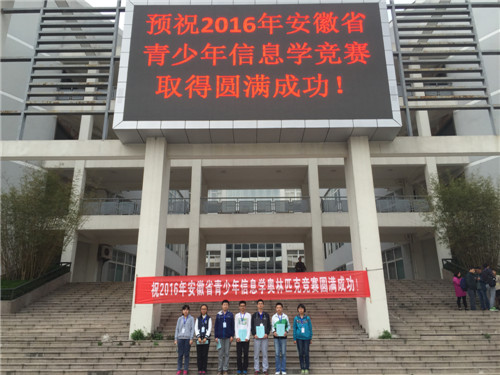 预祝2016年安徽省
青少年信息学竞赛
取得圆满成功！
祝2016年安徽省青少年信息学奥林匹克竞赛圆满成功！